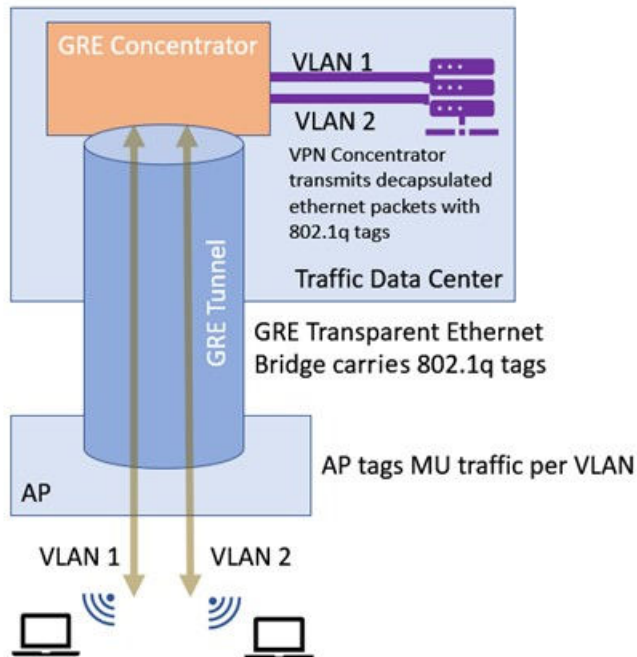 GRE Concentrator
VLAN 1
VLAN 2
VPN Concentrator
transmits decapsulated
ethernet packets with
802.1q tags
Traffic Data Center
GRE Tunnel
GRE Transparent Ethernet
Bridge carries 802.1q tags
AP tags MU traffic per VLAN
AP
VLAN 1
VLAN 2